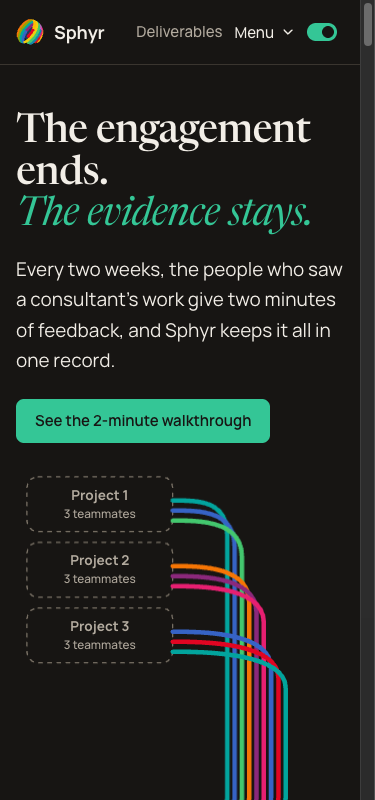 Sphyr
Deliverables
Menu
The engagement
ends.
The evidence stays.
Every two weeks, the people who saw
a consultant's work give two minutes
of feedback, and Sphyr keeps it all in
one record.
See the 2-minute walkthrough
Project 1
3 teammates
Project 2
3 teammates
Project 3
3 teammates